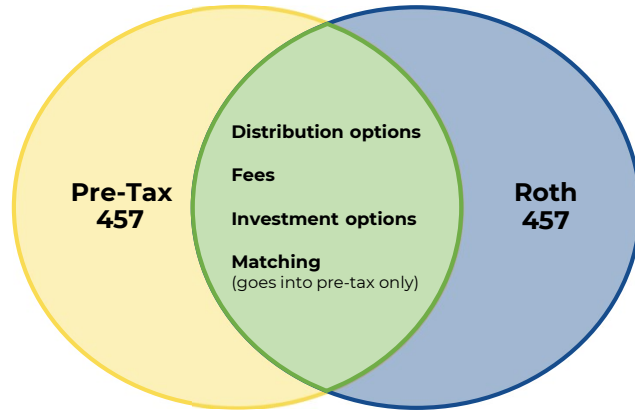 Pre-Tax
457
Distribution options
Fees
Investment options
Matching
(goes into pre-tax only)
Roth
457